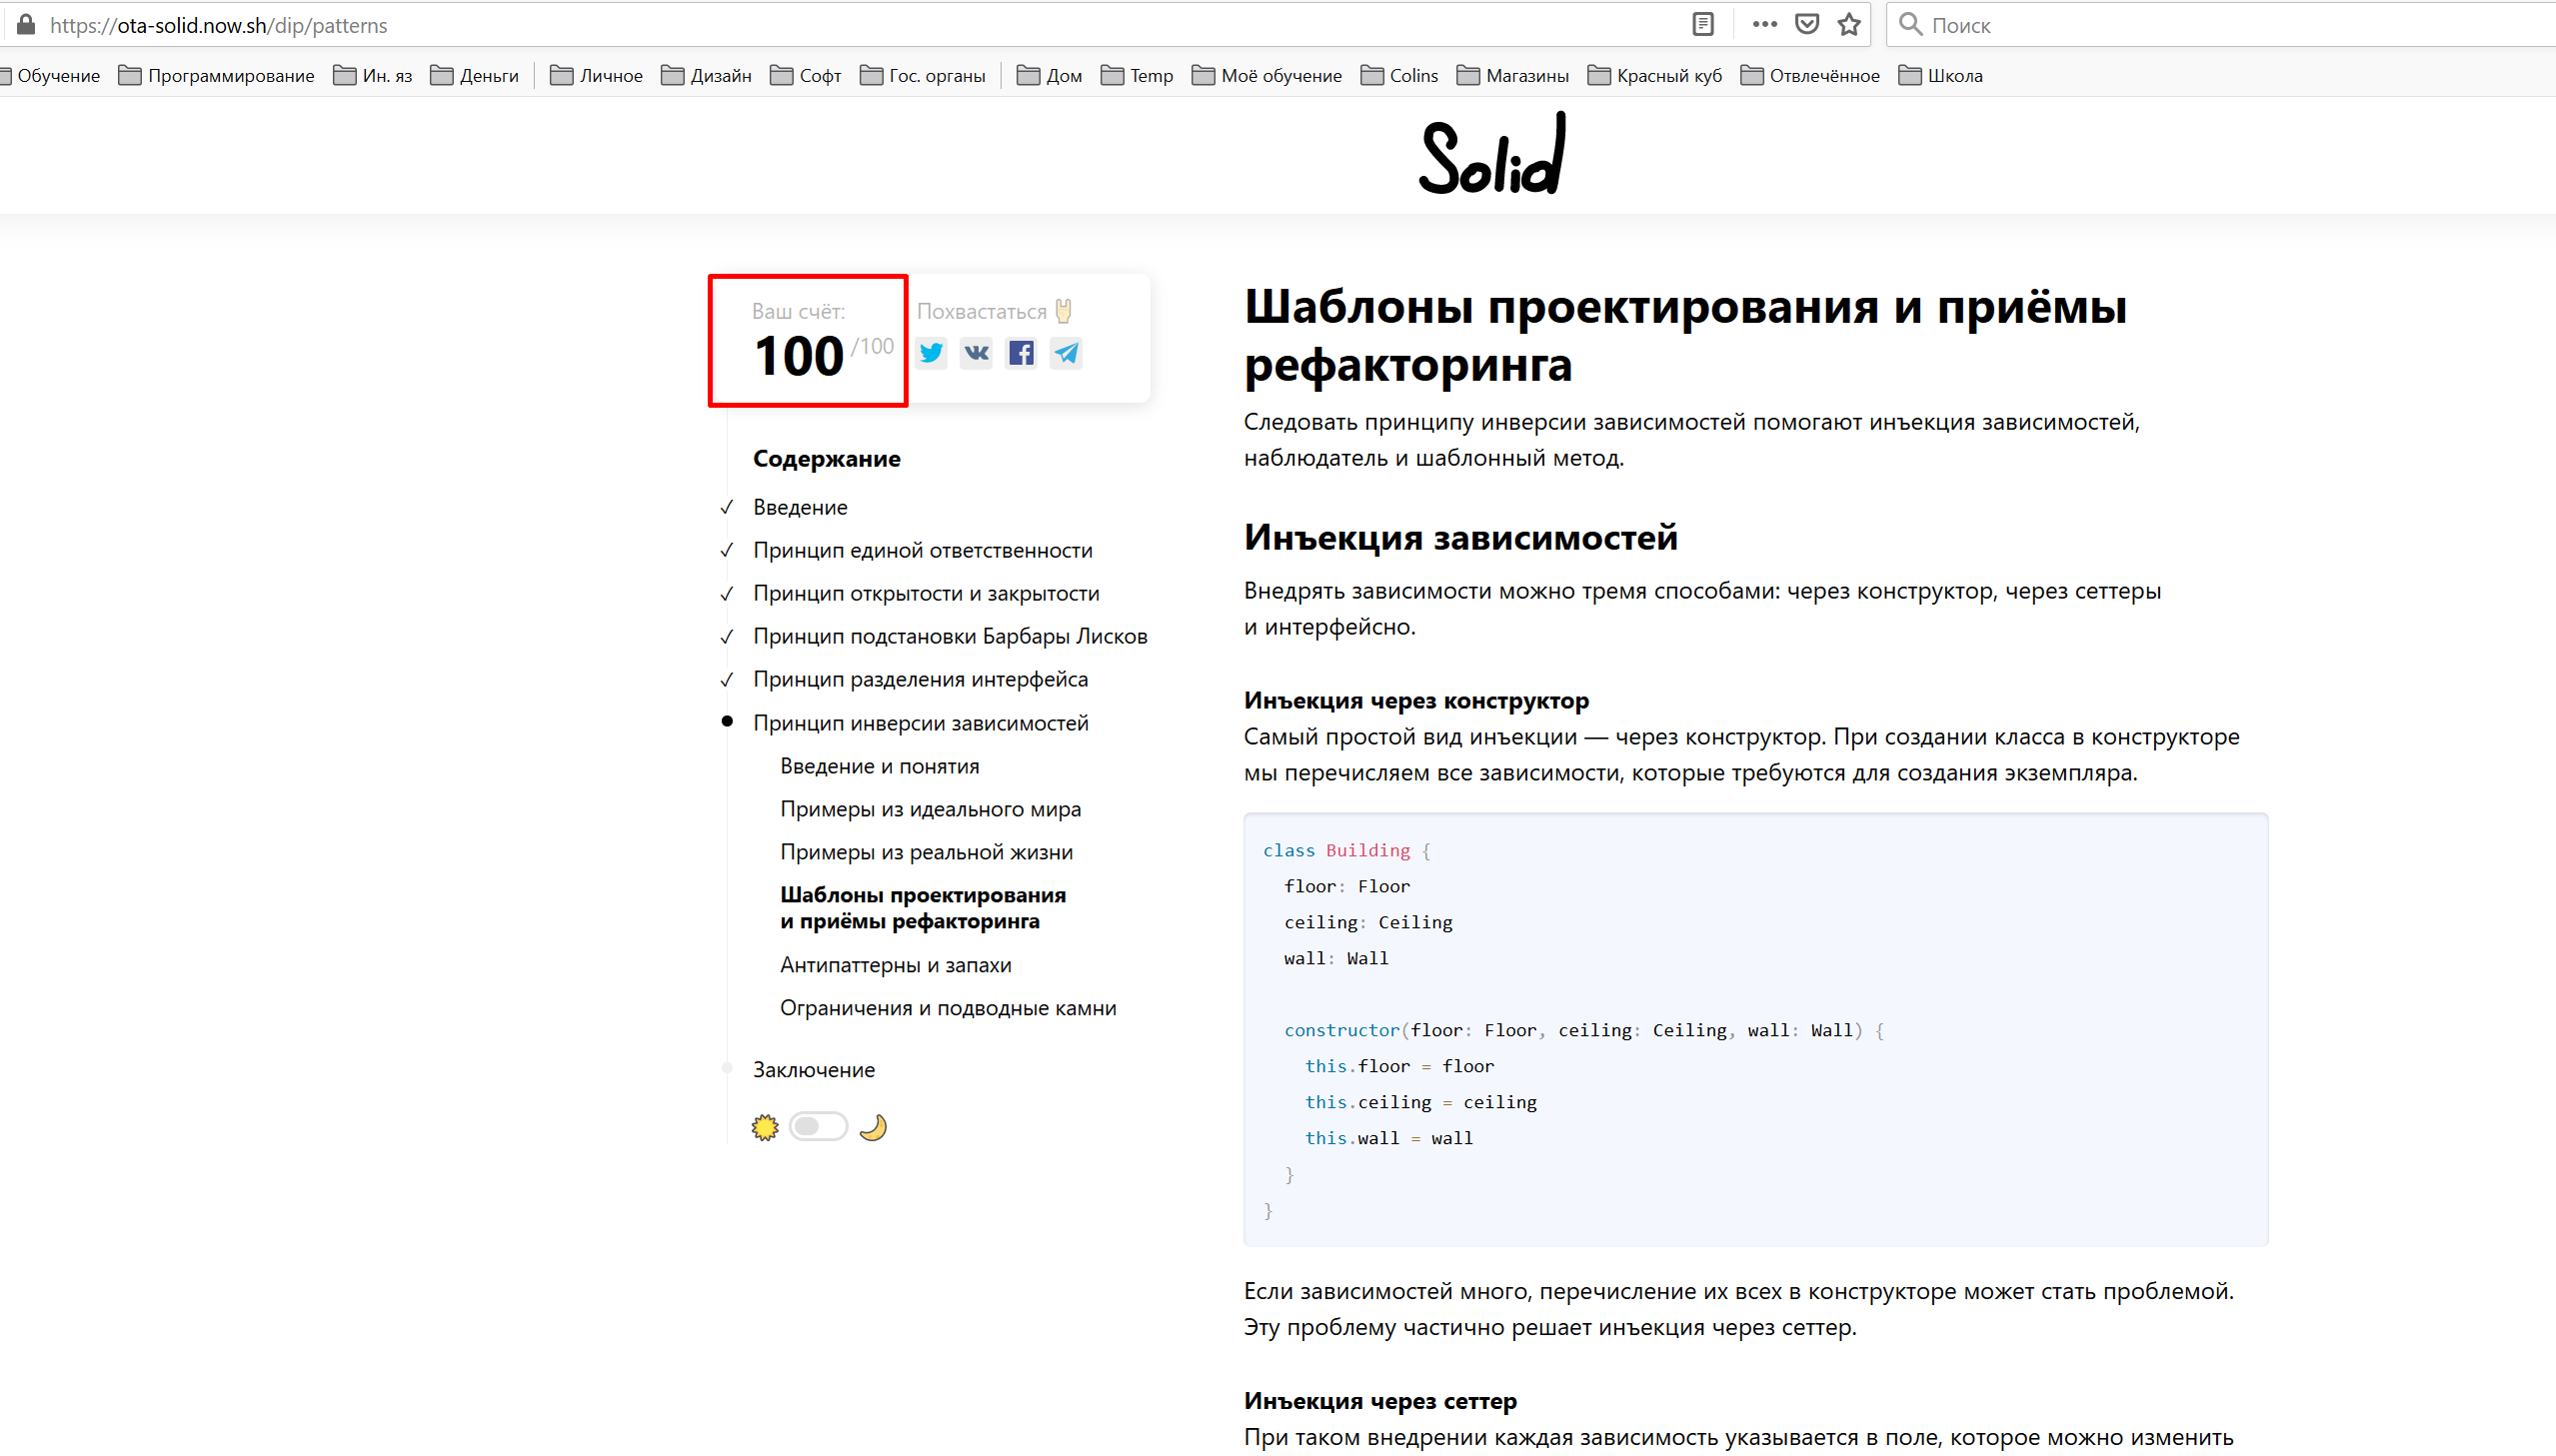 https://ota-solid.now.sh/dip/patterns
Поиск
Обучение Программирование Ин. яз Деньги Личное Дизайн Софт Гос. органы Дом Temp Моё обучение Colins Магазины Красный куб Отвлечённое Школа
Solid
Ваш счёт:
100 /100
Похвастаться
Содержание
Введение
Принцип единой ответственности
Принцип открытости и закрытости
Принцип подстановки Барбары Лисков
Принцип разделения интерфейса
Принцип инверсии зависимостей
Введение и понятия
Примеры из идеального мира
Примеры из реальной жизни
Шаблоны проектирования
и приёмы рефакторинга
Антипаттерны и запахи
Ограничения и подводные камни
Заключение
Шаблоны проектирования и приёмы
рефакторинга
Следовать принципу инверсии зависимостей помогают инъекция зависимостей,
наблюдатель и шаблонный метод.
Инъекция зависимостей
Внедрять зависимости можно тремя способами: через конструктор, через сеттеры
и интерфейсно.
Инъекция через конструктор
Самый простой вид инъекции — через конструктор. При создании класса в конструкторе
мы перечисляем все зависимости, которые требуются для создания экземпляра.
class Building {
floor: Floor
ceiling: Ceiling
wall: Wall
constructor(floor: Floor, ceiling: Ceiling, wall: Wall) {
this.floor = floor
this.ceiling = ceiling
this.wall = wall
}
}
Если зависимостей много, перечисление их всех в конструкторе может стать проблемой.
Эту проблему частично решает инъекция через сеттер.
Инъекция через сеттер
При таком внедрении каждая зависимость указывается в поле, которое можно изменить